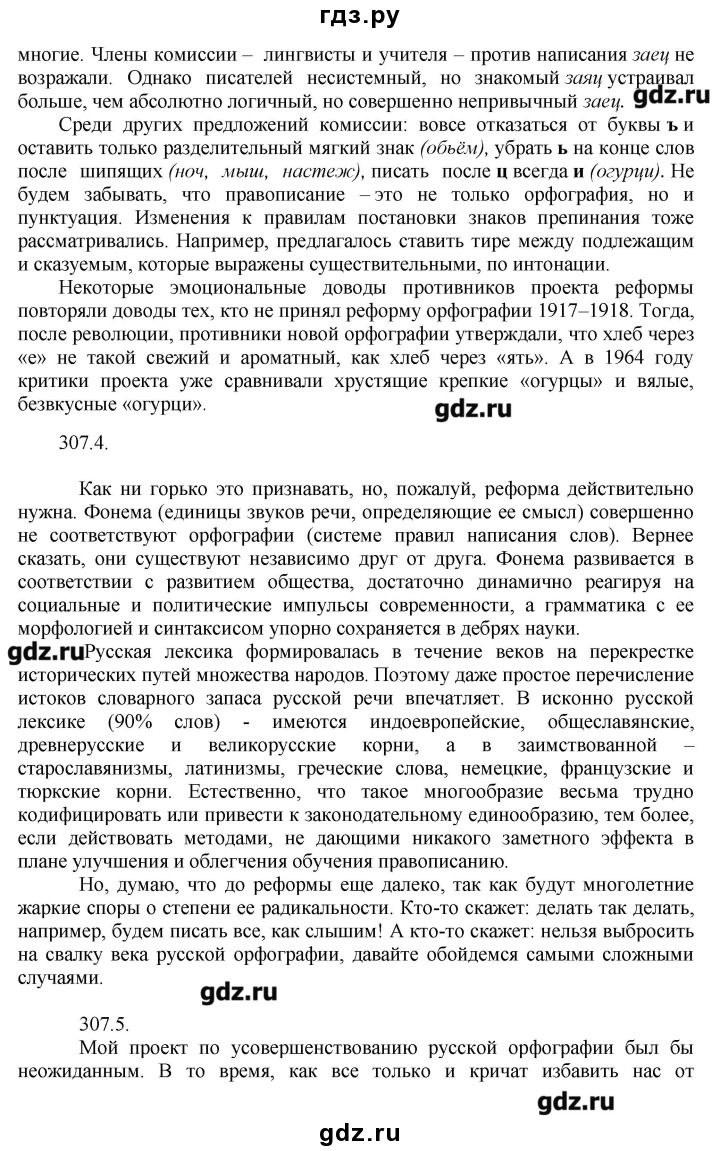 гдз.ру
многие. Члены комиссии – лингвисты и учителя – против написания заец не
возражали. Однако писателей несистемный, но знакомый заяц устраивал
больше, чем абсолютно логичный, но совершенно непривычный заец.
gdz.ru
Среди других предложений комиссии: вовсе отказаться от буквы ъ и
оставить только разделительный мягкий знак (обьём), убрать ь на конце слов
после шипящих (ноч, мыш, настеж), писать после ц всегда и (огурци). Не
будем забывать, что правописание – это не только орфография, но и
пунктуация. Изменения к правилам постановки знаков препинания тоже
рассматривались. Например, предлагалось ставить тире между подлежащим
и сказуемым, которые выражены существительными, по интонации.
Некоторые эмоциональные доводы противников проекта реформы
повторяли доводы тех, кто не принял реформу орфографии 1917–1918. Тогда,
после революции, противники новой орфографии утверждали, что хлеб через
«е» не такой свежий и ароматный, как хлеб через «ять». А в 1964 году
критики проекта уже сравнивали хрустящие крепкие «огурцы» и вялые,
безвкусные «огурци».
gdz.ru
307.4.
Как ни горько это признавать, но, пожалуй, реформа действительно
нужна. Фонема (единицы звуков речи, определяющие ее смысл) совершенно
не соответствуют орфографии (системе правил написания слов). Вернее
сказать, они существуют независимо друг от друга. Фонема развивается в
соответствии с развитием общества, достаточно динамично реагируя на
социальные и политические импульсы современности, а грамматика с ее
морфологией и синтаксисом упорно сохраняется в дебрях науки.
gdz.ru
Русская лексика формировалась в течение веков на перекрестке
исторических путей множества народов. Поэтому даже простое перечисление
истоков словарного запаса русской речи впечатляет. В исконно русской
лексике (90% слов) - имеются индоевропейские, общеславянские,
древнерусские и великорусские корни, а в заимствованной –
старославянизмы, латинизмы, греческие слова, немецкие, французские и
тюркские корни. Естественно, что такое многообразие весьма трудно
кодифицировать или привести к законодательному единообразию, тем более,
если действовать методами, не дающими никакого заметного эффекта в
плане улучшения и облегчения обучения правописанию.
Но, думаю, что до реформы еще далеко, так как будут многолетние
жаркие споры о степени ее радикальности. Кто-то скажет: делать так делать,
например, будем писать все, как слышим! А кто-то скажет: нельзя выбросить
на свалку века русской орфографии, давайте обойдемся самыми сложными
случаями.
gdz.ru
307.5.
Мой проект по усовершенствованию русской орфографии был бы
неожиданным. В то время, как все только и кричат избавить нас от
gdz.ru
gdz.ru